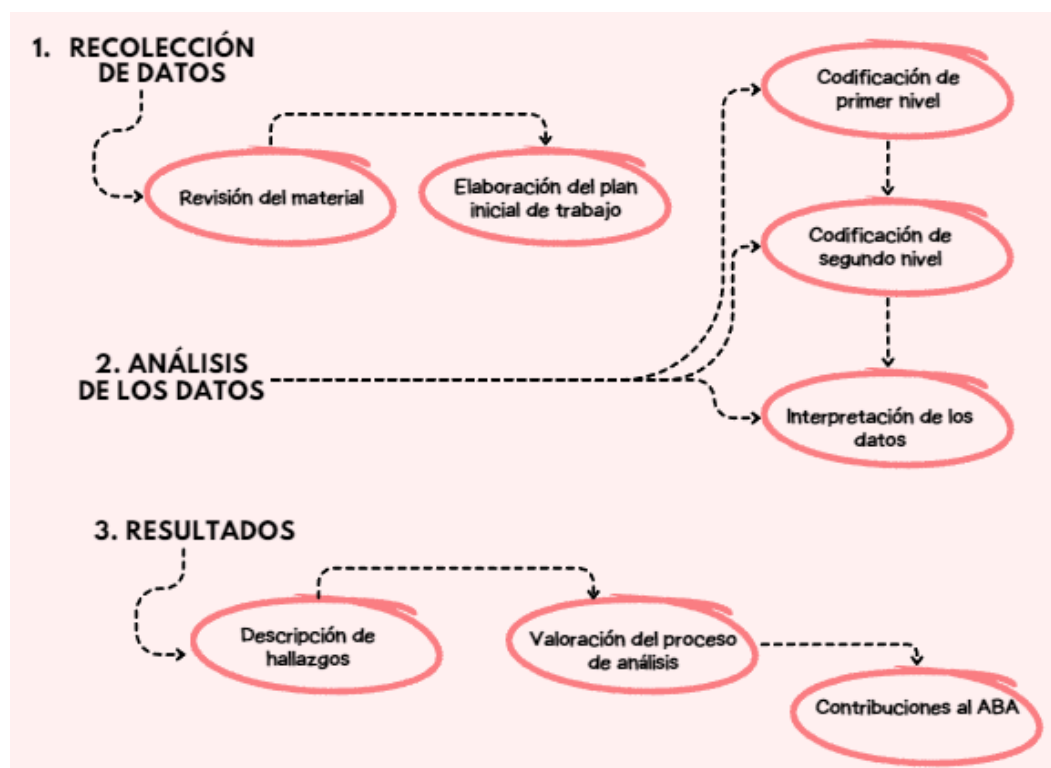 1. RECOLECCIÓN
DE DATOS
Revisión del material
Elaboración del plan
inicial de trabajo
Codificación de
primer nivel
Codificación de
segundo nivel
2. ANÁLISIS
DE LOS DATOS
Interpretación de los
datos
3. RESULTADOS
Descripción de
hallazgos
Valoración del proceso
de análisis
Contribuciones al ABA